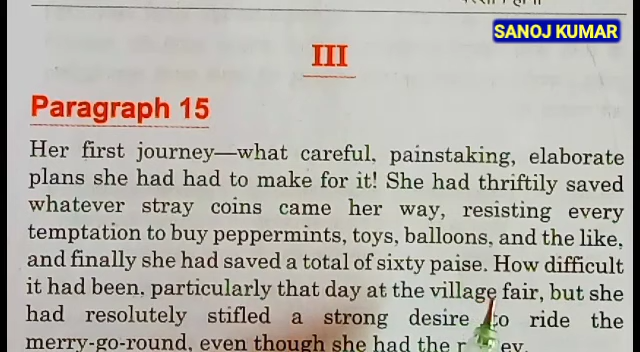 SANOJ KUMAR
III
Paragraph 15
Her first journey—what careful, painstaking, elaborate
plans she had had to make for it! She had thriftily saved
whatever stray coins came her way, resisting every
temptation to buy peppermints, toys, balloons, and the like,
and finally she had saved a total of sixty paise. How difficult
it had been, particularly that day at the village fair, but she
had resolutely stifled a strong desire to ride the
merry-go-round, even though she had the